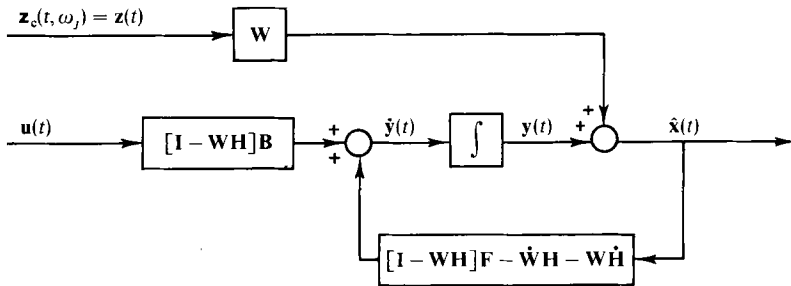 𝐳_c(t, ω_j) = 𝐳(t)
W
+
𝐮(t)
[I − WH]B
+
+
𝐲̇(t)
∫
𝐲(t)
+
𝐱̂(t)
[I − WH]F − ẆH − WḢ